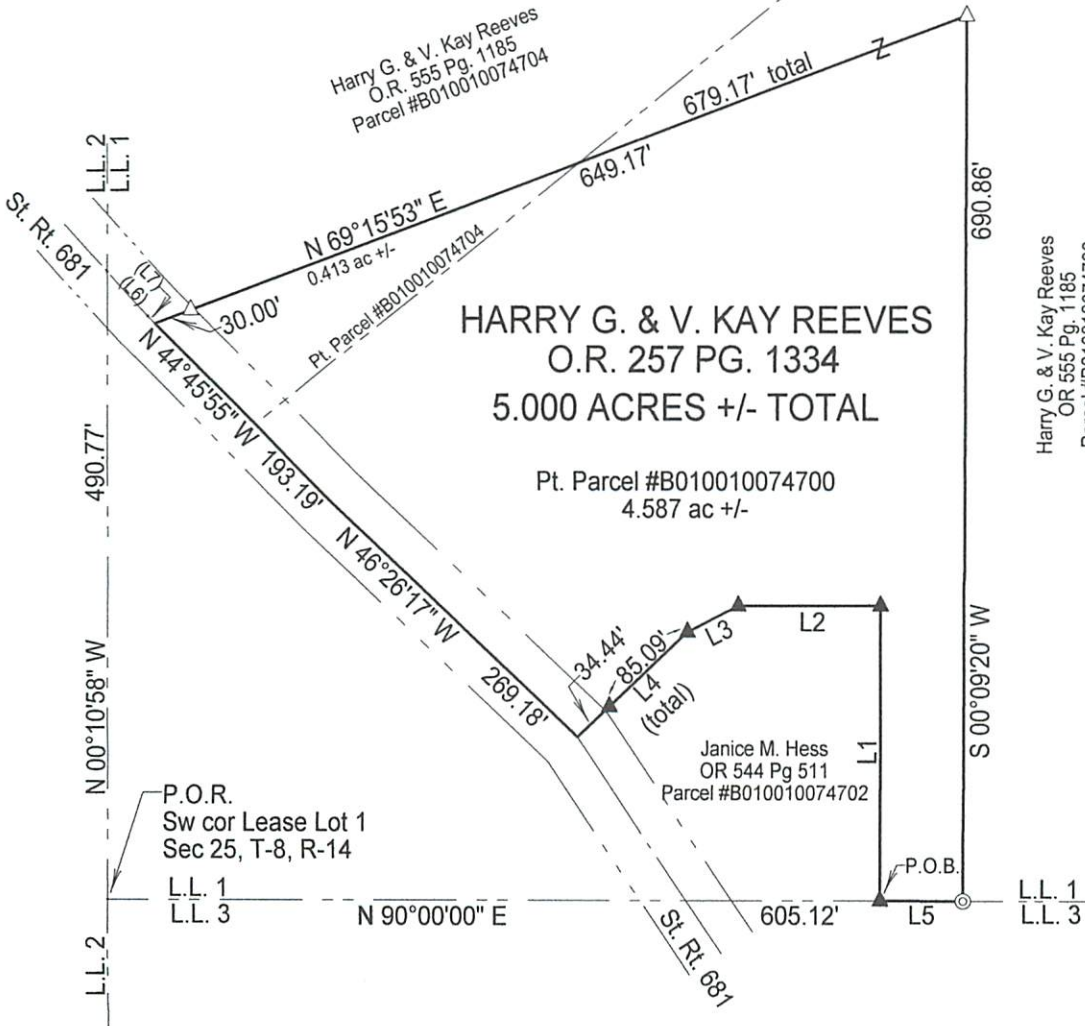 Harry G. & V. Kay Reeves
O.R. 555 Pg. 1185
Parcel #B010010074704
679.17' total
Z
649.17'
690.86'
L.L. 2
L.L. 1
St. Rt. 681
N 69°15'53" E
0.413 ac +/-
(L7)
(L6)
30.00'
Pt. Parcel #B010010074704
HARRY G. & V. KAY REEVES
O.R. 257 PG. 1334
5.000 ACRES +/- TOTAL
Pt. Parcel #B010010074700
4.587 ac +/-
Harry G. & V. Kay Reeves
OR 555 Pg. 1185
N 44°45'55" W 193.19'
490.77'
N 46°26'17" W
269.18'
N 00°10'58" W
34.44'
85.09'
L4
(total)
L3
L2
L1
S 00°09'20" W
Janice M. Hess
OR 544 Pg 511
Parcel #B010010074702
P.O.R.
Sw cor Lease Lot 1
Sec 25, T-8, R-14
P.O.B.
L.L. 1
L.L. 3
N 90°00'00" E
605.12'
L5
L.L. 1
L.L. 3
L.L. 2
St. Rt. 681